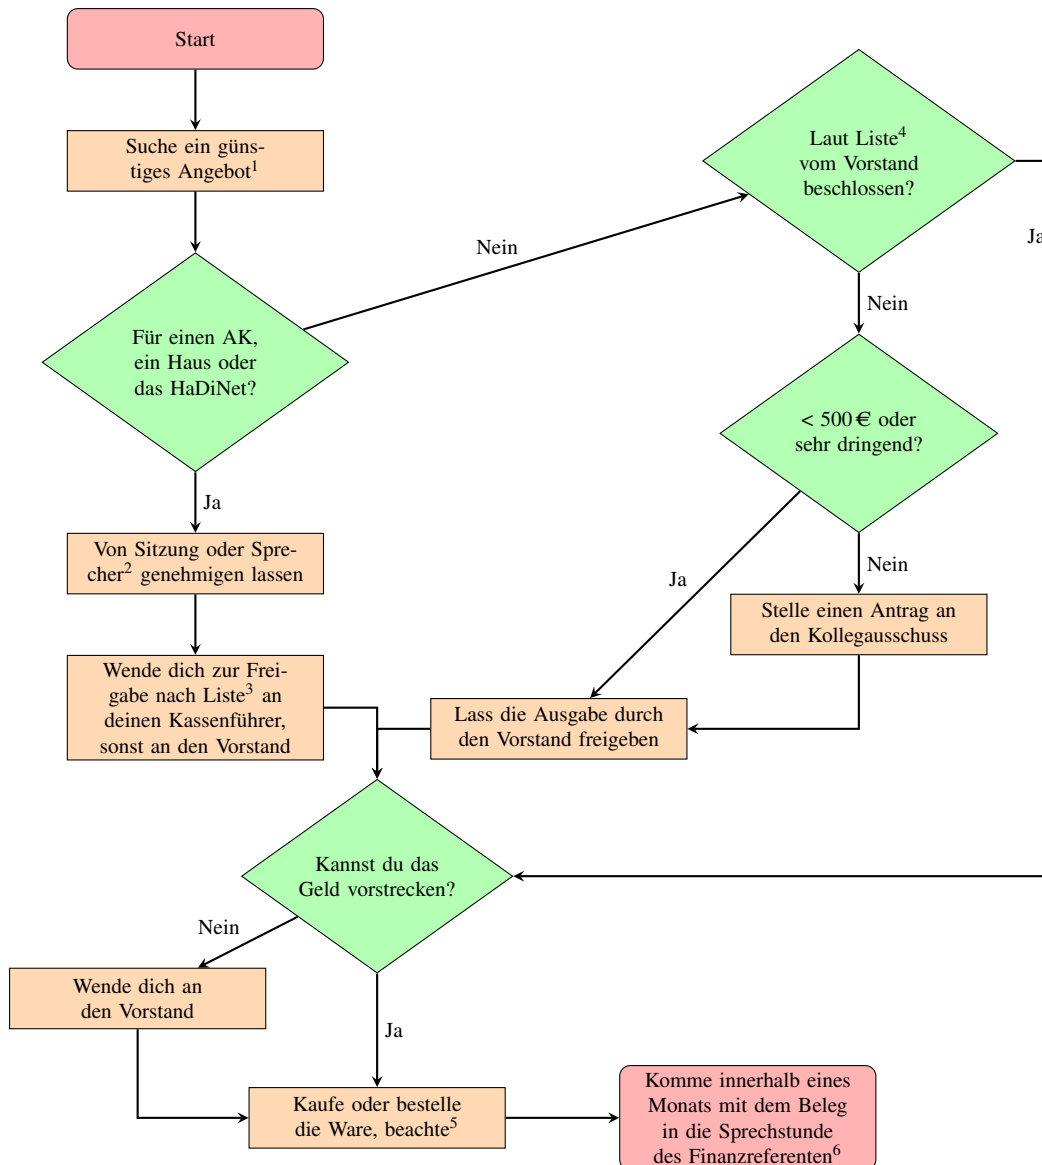 Start
Suche ein güns-
tiges Angebot¹
Für einen AK,
ein Haus oder
das HaDiNet?
Nein
Laut Liste⁴
vom Vorstand
beschlossen?
Ja
Nein
< 500 € oder
sehr dringend?
Ja
Von Sitzung oder Spre-
cher² genehmigen lassen
Ja
Nein
Stelle einen Antrag an
den Kollegausschuss
Wende dich zur Frei-
gabe nach Liste³ an
deinen Kassenführer,
sonst an den Vorstand
Lass die Ausgabe durch
den Vorstand freigeben
Kannst du das
Geld vorstrecken?
Nein
Wende dich an
den Vorstand
Ja
Kaufe oder bestelle
die Ware, beachte⁵
Komme innerhalb eines
Monats mit dem Beleg
in die Sprechstunde
des Finanzreferenten⁶